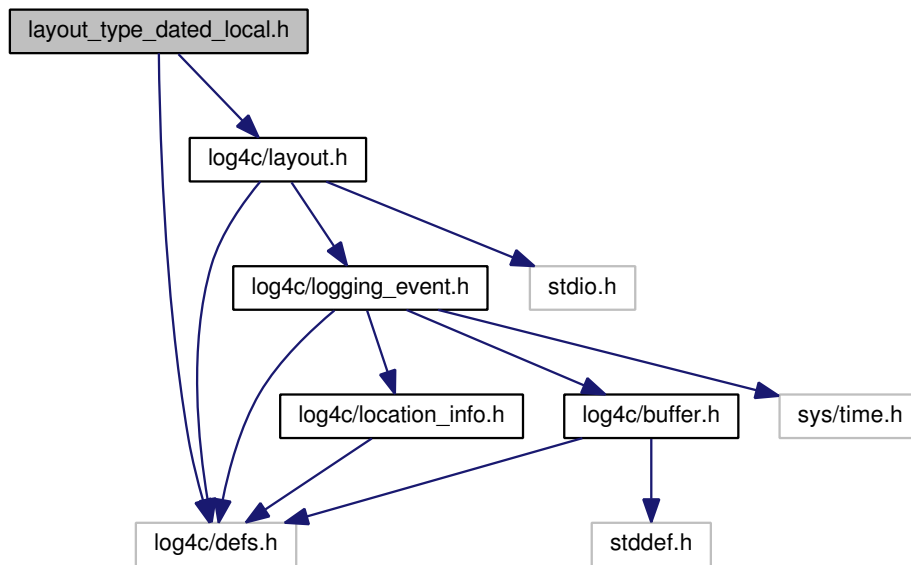 layout_type_dated_local.h
log4c/layout.h
log4c/logging_event.h
stdio.h
log4c/location_info.h
log4c/buffer.h
sys/time.h
log4c/defs.h
stddef.h